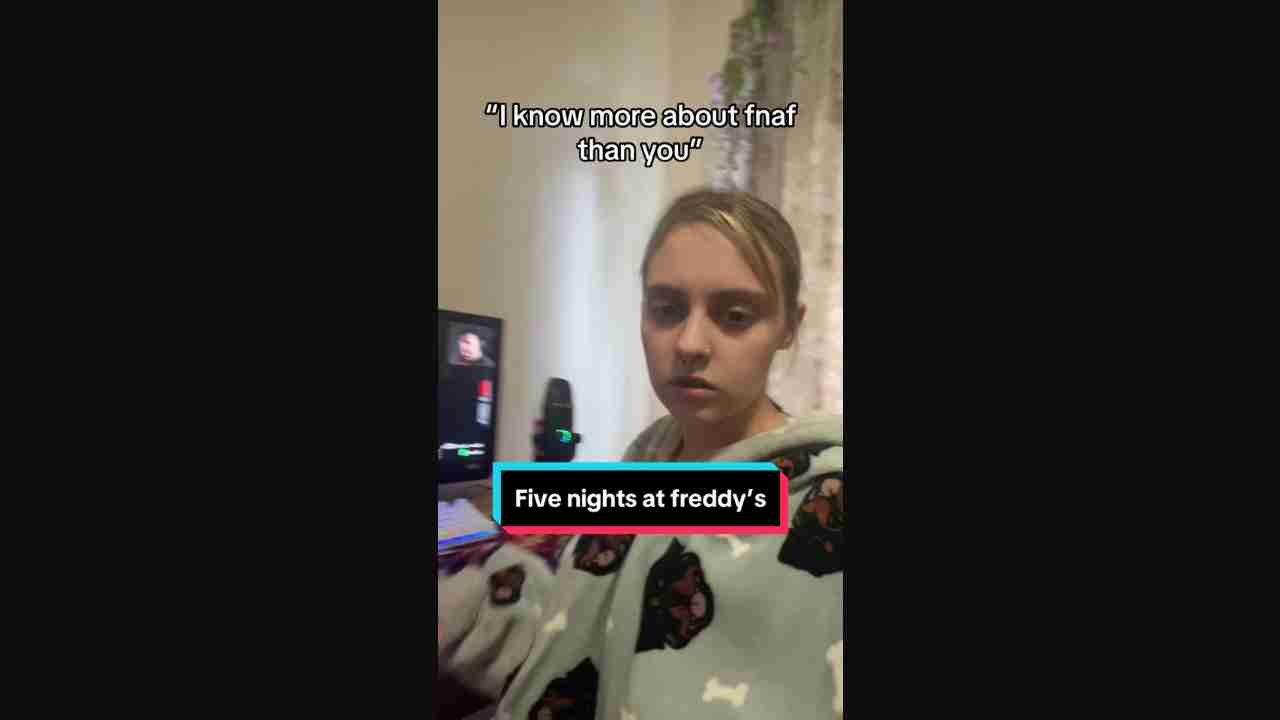 “I know more about fnaf
than you”
Five nights at freddy’s